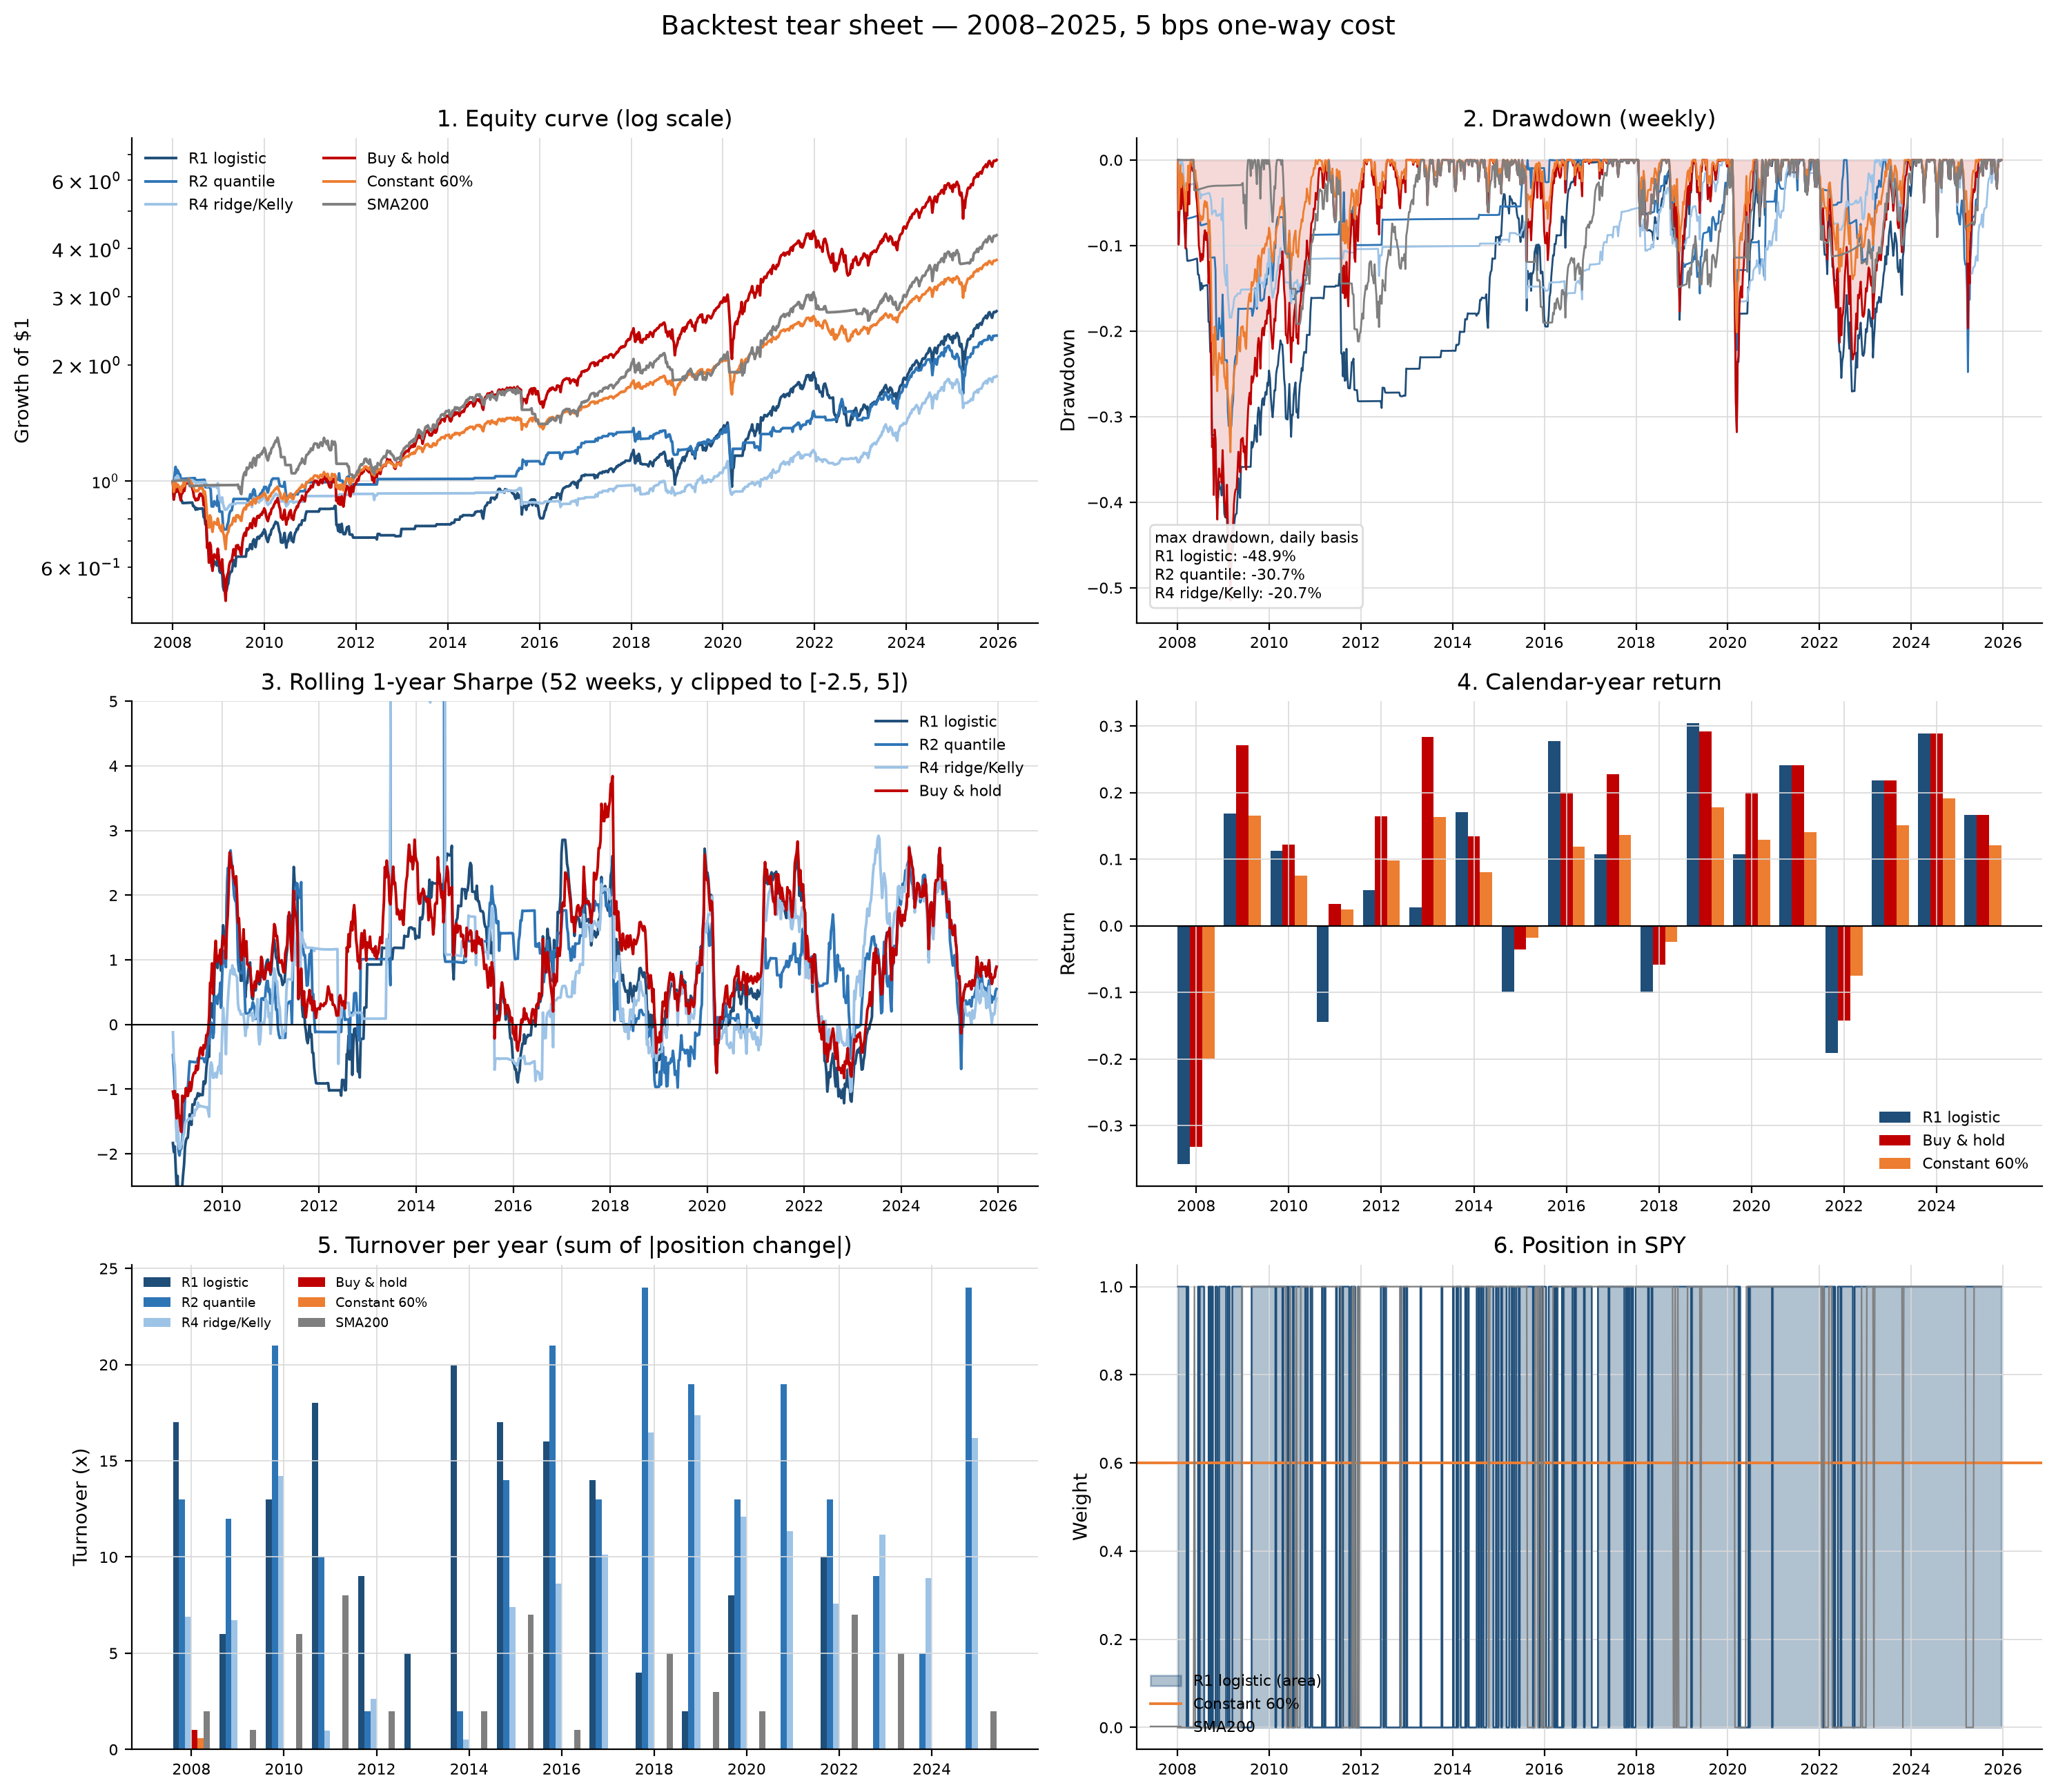 Backtest tear sheet — 2008–2025, 5 bps one-way cost
1. Equity curve (log scale)
R1 logistic
R2 quantile
R4 ridge/Kelly
Buy & hold
Constant 60%
SMA200
Growth of $1
6 × 10⁰
4 × 10⁰
3 × 10⁰
2 × 10⁰
10⁰
6 × 10⁻¹
2008 2010 2012 2014 2016 2018 2020 2022 2024 2026
2. Drawdown (weekly)
Drawdown
0.0
−0.1
−0.2
−0.3
−0.4
−0.5
max drawdown, daily basis
R1 logistic: -48.9%
R2 quantile: -30.7%
R4 ridge/Kelly: -20.7%
2008 2010 2012 2014 2016 2018 2020 2022 2024 2026
3. Rolling 1-year Sharpe (52 weeks, y clipped to [-2.5, 5])
5
4
3
2
1
0
−1
−2
R1 logistic
R2 quantile
R4 ridge/Kelly
Buy & hold
2010 2012 2014 2016 2018 2020 2022 2024 2026
4. Calendar-year return
Return
0.3
0.2
0.1
0.0
−0.1
−0.2
−0.3
R1 logistic
Buy & hold
Constant 60%
2008 2010 2012 2014 2016 2018 2020 2022 2024
5. Turnover per year (sum of |position change|)
Turnover (x)
25
20
15
10
5
0
R1 logistic
R2 quantile
R4 ridge/Kelly
Buy & hold
Constant 60%
SMA200
2008 2010 2012 2014 2016 2018 2020 2022 2024
6. Position in SPY
Weight
1.0
0.8
0.6
0.4
0.2
0.0
R1 logistic (area)
Constant 60%
SMA200
2008 2010 2012 2014 2016 2018 2020 2022 2024 2026